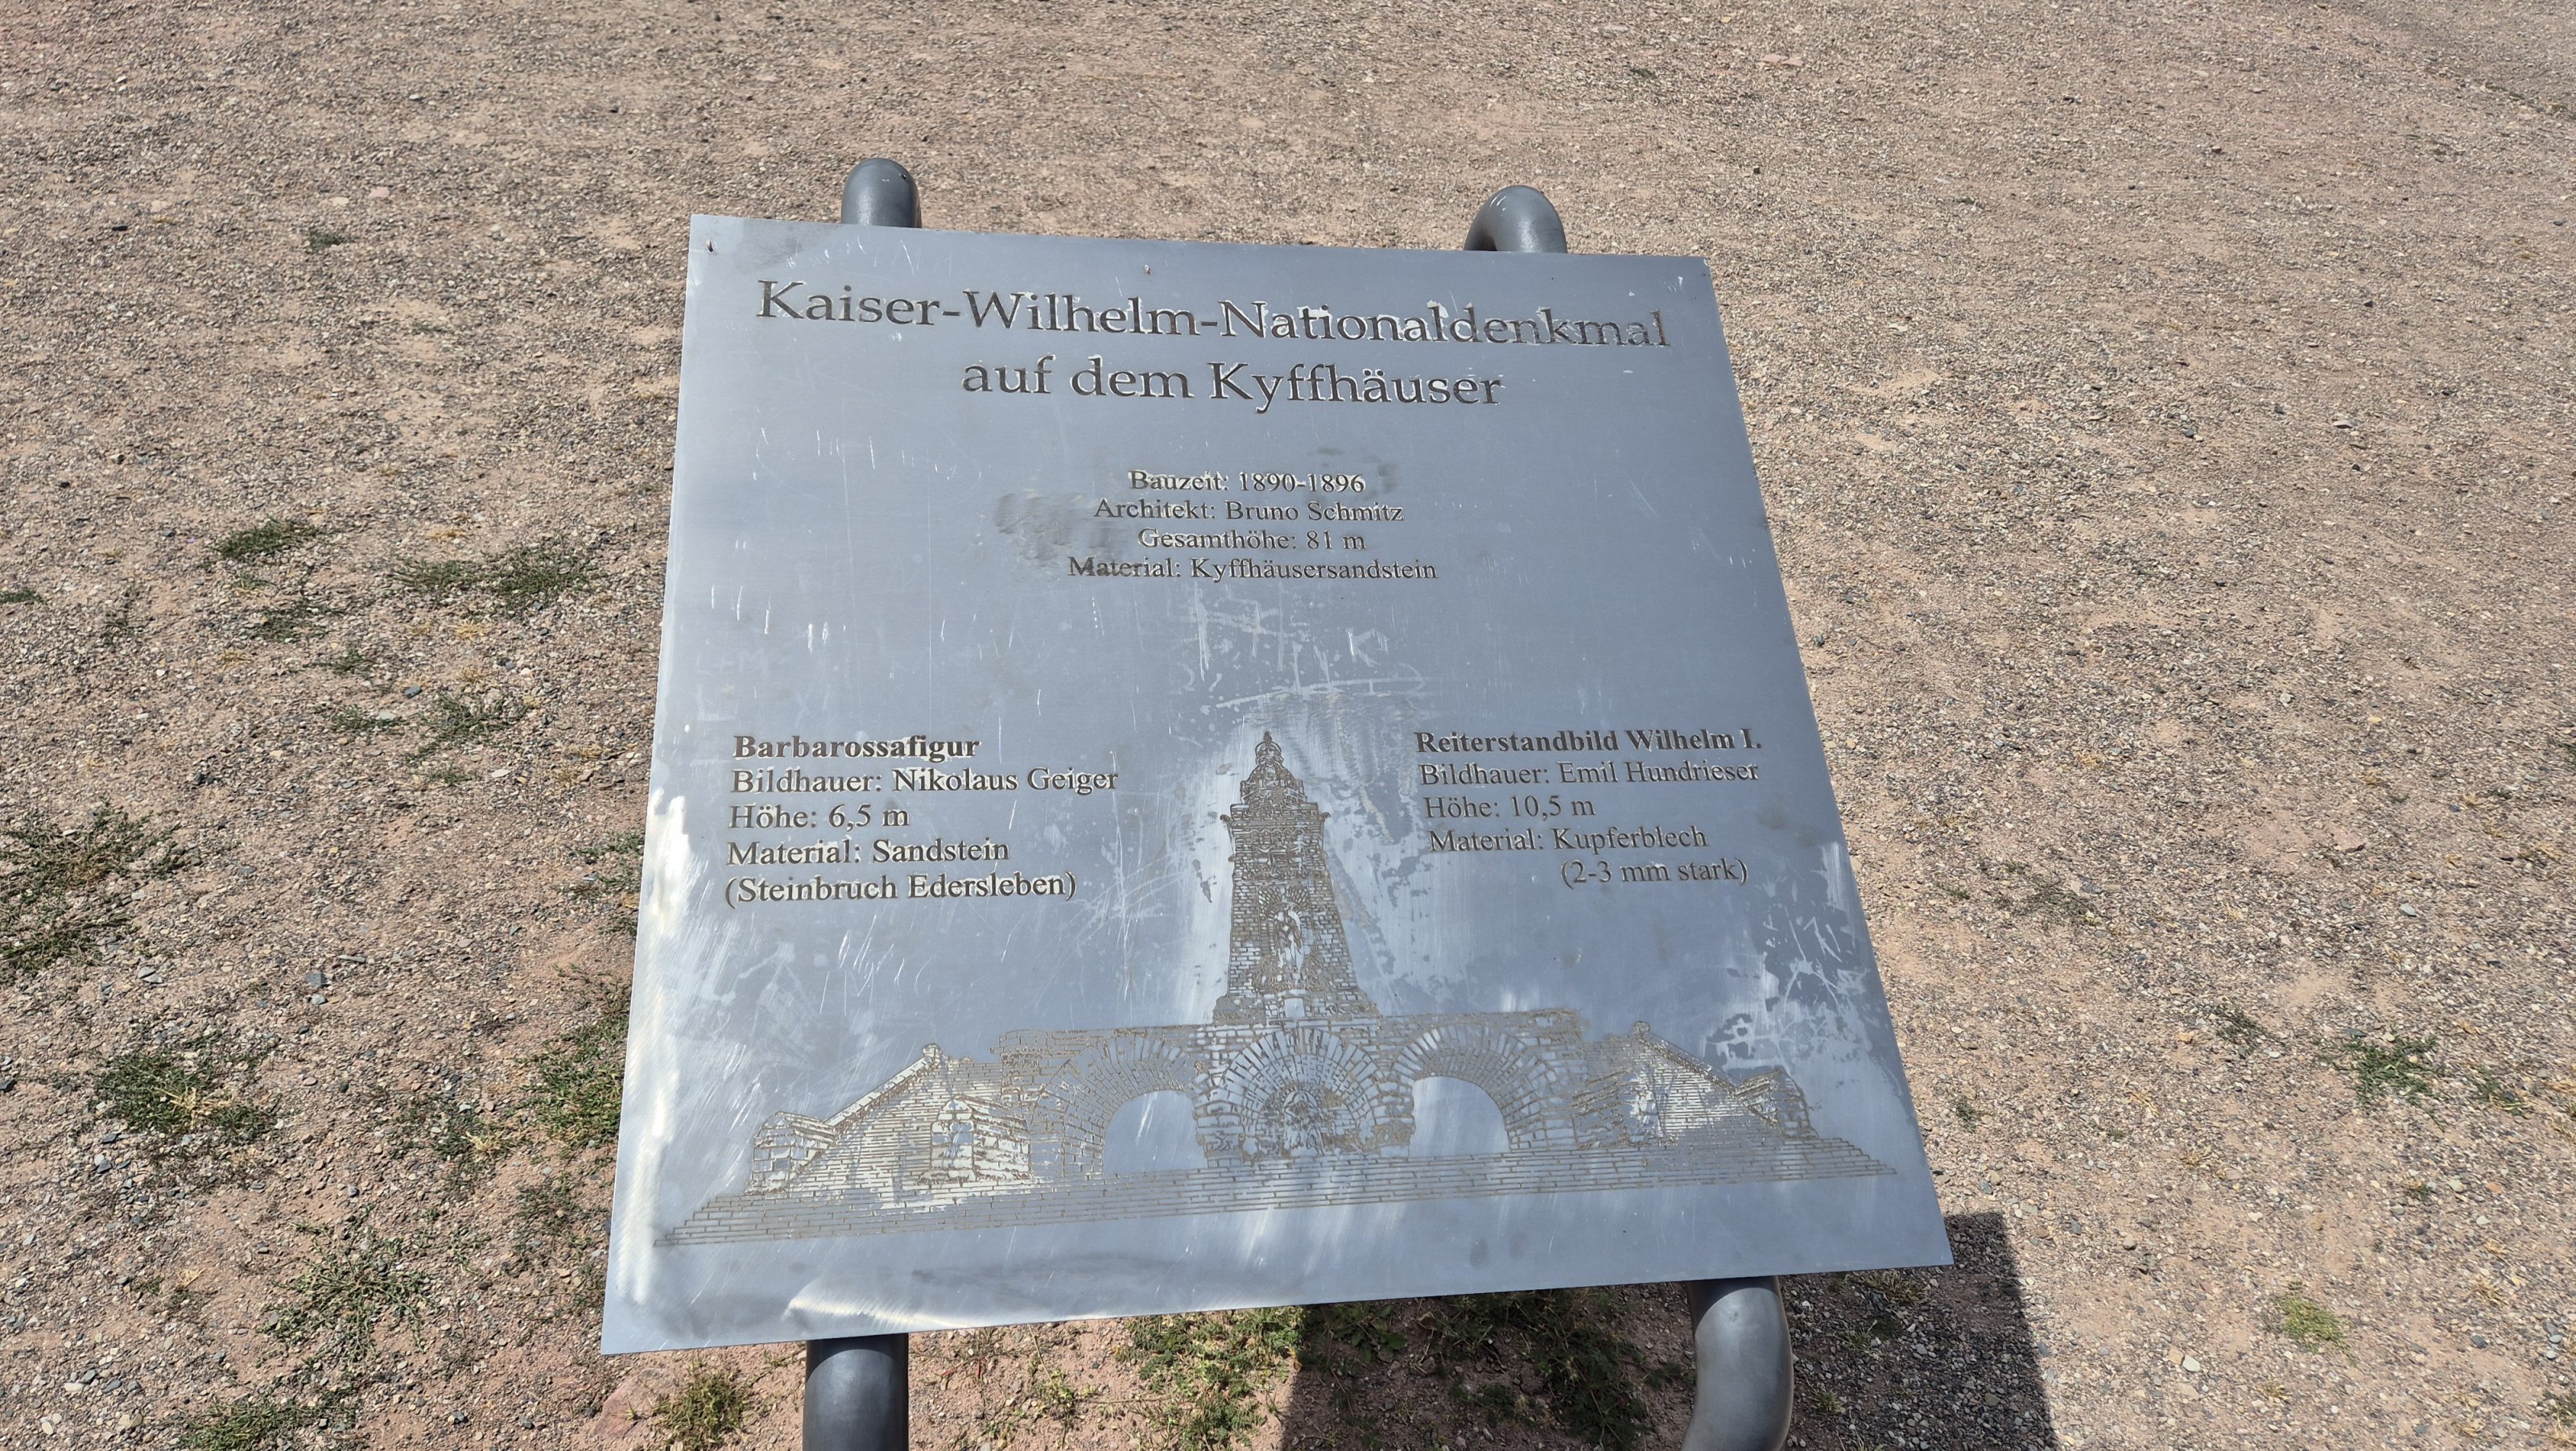 Kaiser-Wilhelm-Nationaldenkmal
auf dem Kyffhäuser
Bauzeit: 1890-1896
Architekt: Bruno Schmitz
Gesamthöhe: 81 m
Material: Kyffhäusersandstein
Barbarossafigur
Bildhauer: Nikolaus Geiger
Höhe: 6,5 m
Material: Sandstein
(Steinbruch Edersleben)
Reiterstandbild Wilhelm I.
Bildhauer: Emil Hundrieser
Höhe: 10,5 m
Material: Kupferblech
(2-3 mm stark)